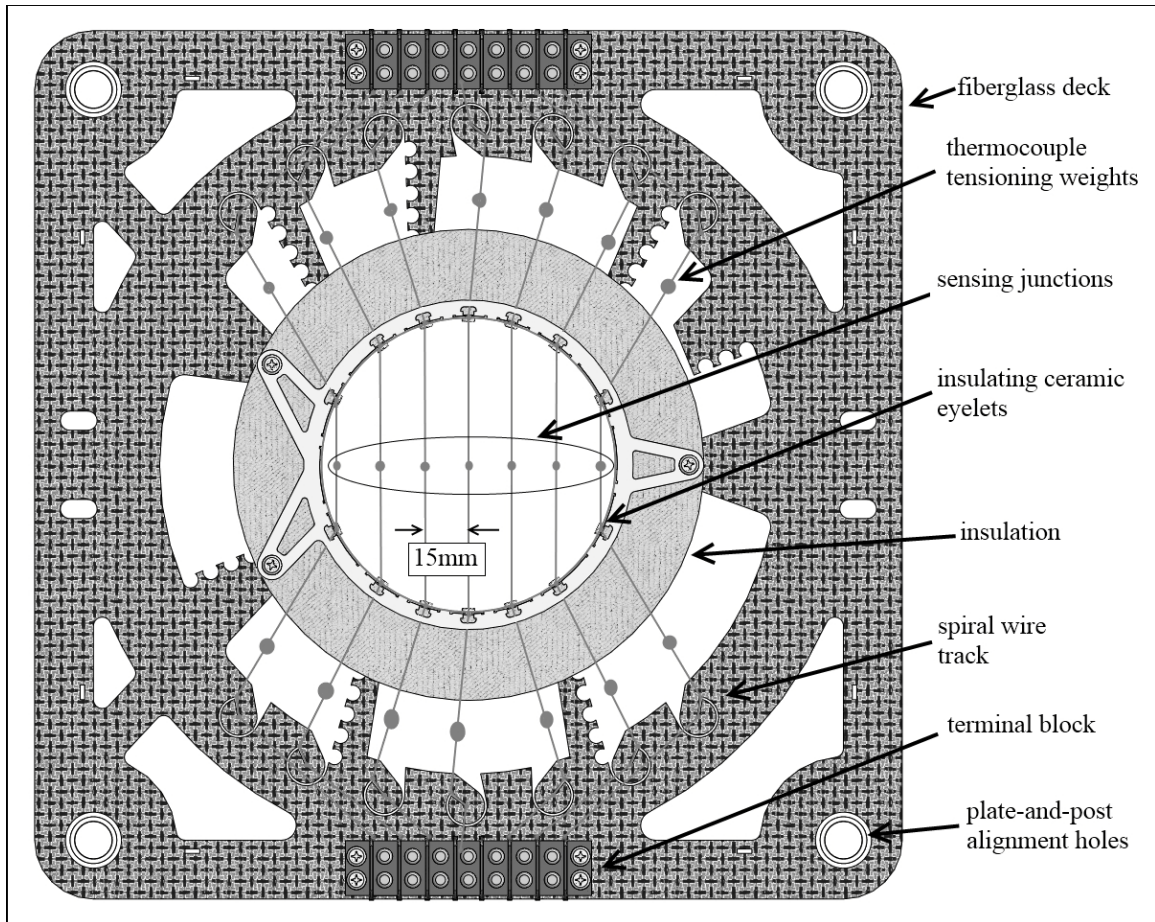 fiberglass deck
thermocouple
tensioning weights
sensing junctions
insulating ceramic
eyelets
15mm
insulation
spiral wire
track
terminal block
plate-and-post
alignment holes